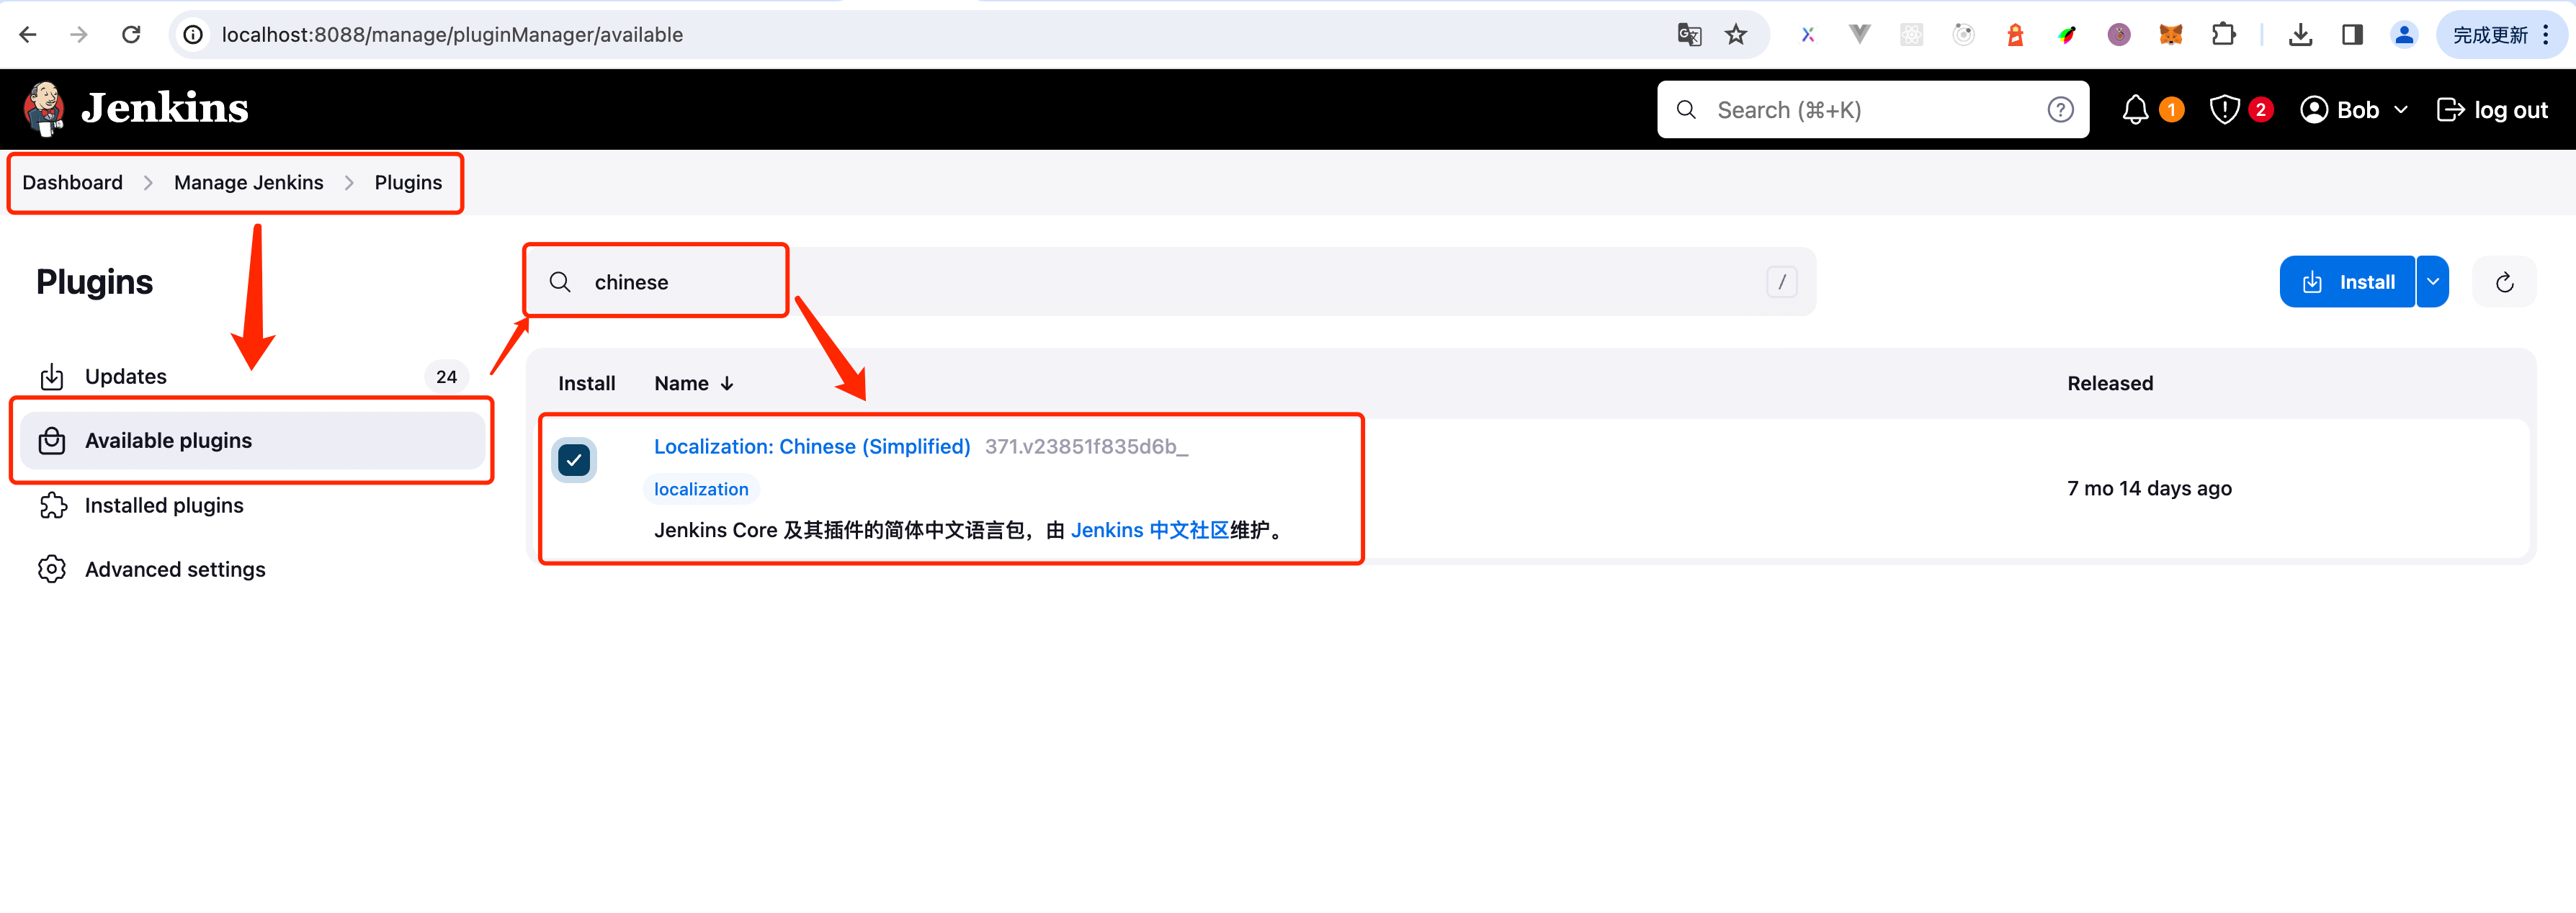 localhost:8088/manage/pluginManager/available
完成更新
Jenkins
Search (⌘+K)
1
2
Bob
log out
Dashboard
Manage Jenkins
Plugins
Plugins
chinese
/
Install
Updates
24
Available plugins
Installed plugins
Advanced settings
Install
Name
Released
Localization: Chinese (Simplified) 371.v23851f835d6b_
localization
Jenkins Core 及其插件的简体中文语言包，由 Jenkins 中文社区维护。
7 mo 14 days ago